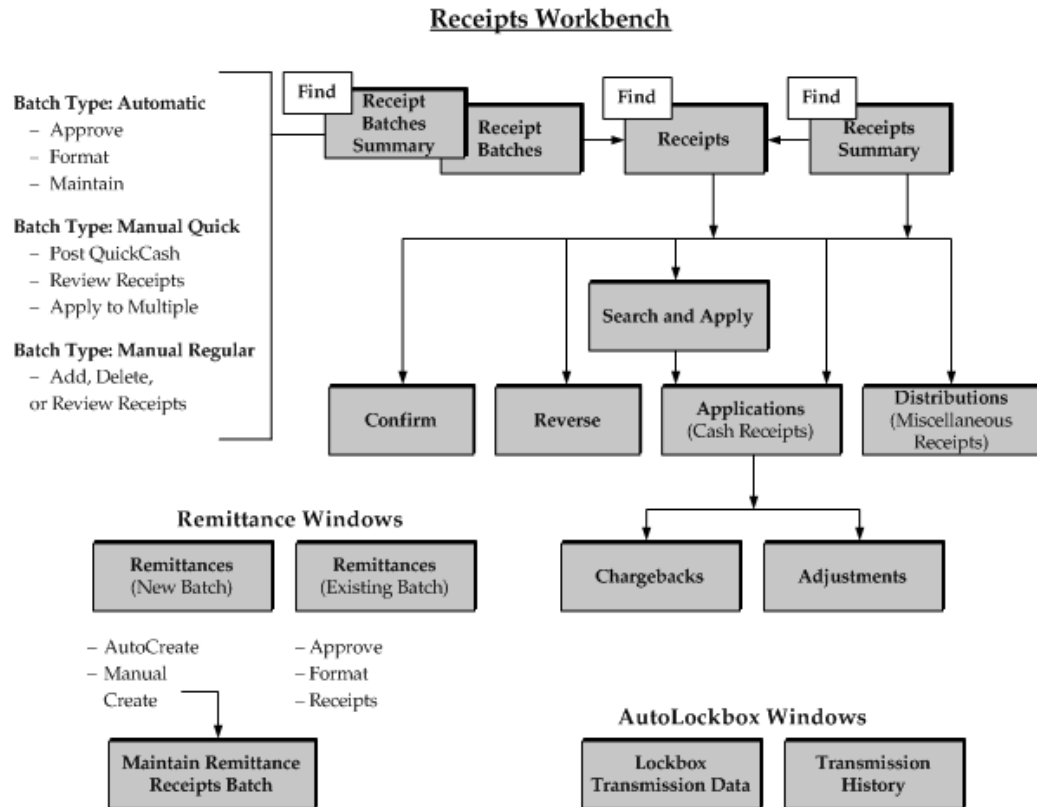 Receipts Workbench
Batch Type: Automatic
– Approve
– Format
– Maintain
Batch Type: Manual Quick
– Post QuickCash
– Review Receipts
– Apply to Multiple
Batch Type: Manual Regular
– Add, Delete,
or Review Receipts
Find
Receipt
Batches
Summary
Receipt
Batches
Find
Receipts
Find
Receipts
Summary
Search and Apply
Confirm
Reverse
Applications
(Cash Receipts)
Distributions
(Miscellaneous
Receipts)
Chargebacks
Adjustments
Remittance Windows
Remittances
(New Batch)
– AutoCreate
– Manual
Create
Remittances
(Existing Batch)
– Approve
– Format
– Receipts
Maintain Remittance
Receipts Batch
AutoLockbox Windows
Lockbox
Transmission Data
Transmission
History